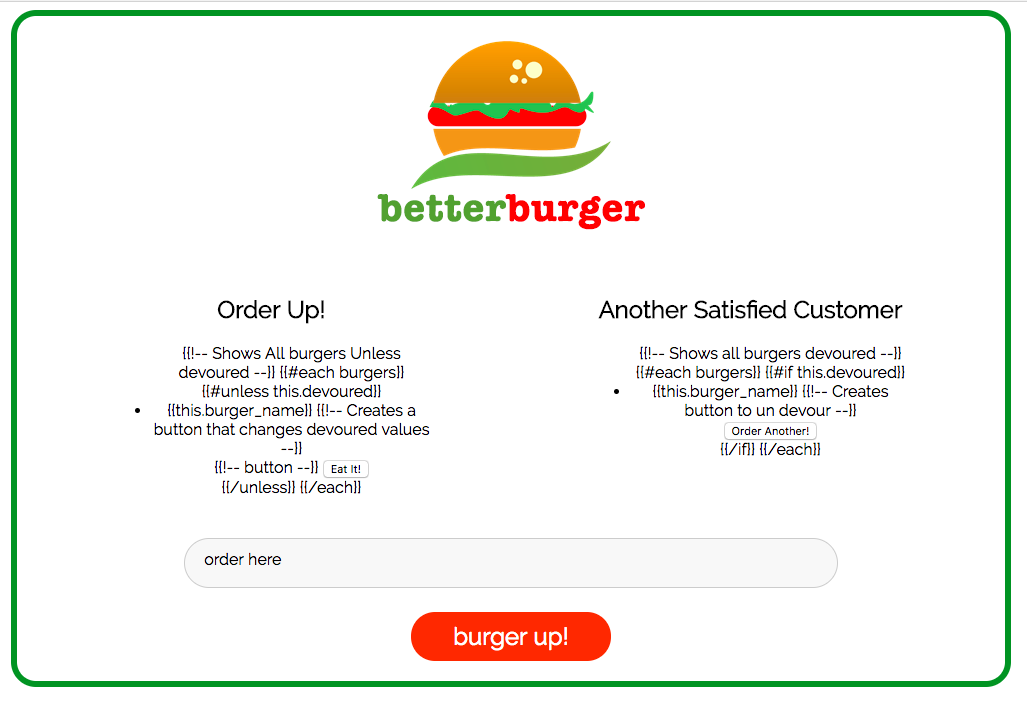 betterburger
Order Up!
{{!-- Shows All burgers Unless
devoured --}} {{#each burgers}}
{{#unless this.devoured}}
• {{this.burger_name}} {{!-- Creates a
button that changes devoured values
--}}
{{!-- button --}} Eat It!
{{/unless}} {{/each}}
Another Satisfied Customer
{{!-- Shows all burgers devoured --}}
{{#each burgers}} {{#if this.devoured}}
• {{this.burger_name}} {{!-- Creates
button to un devour --}}
Order Another!
{{/if}} {{/each}}
order here
burger up!